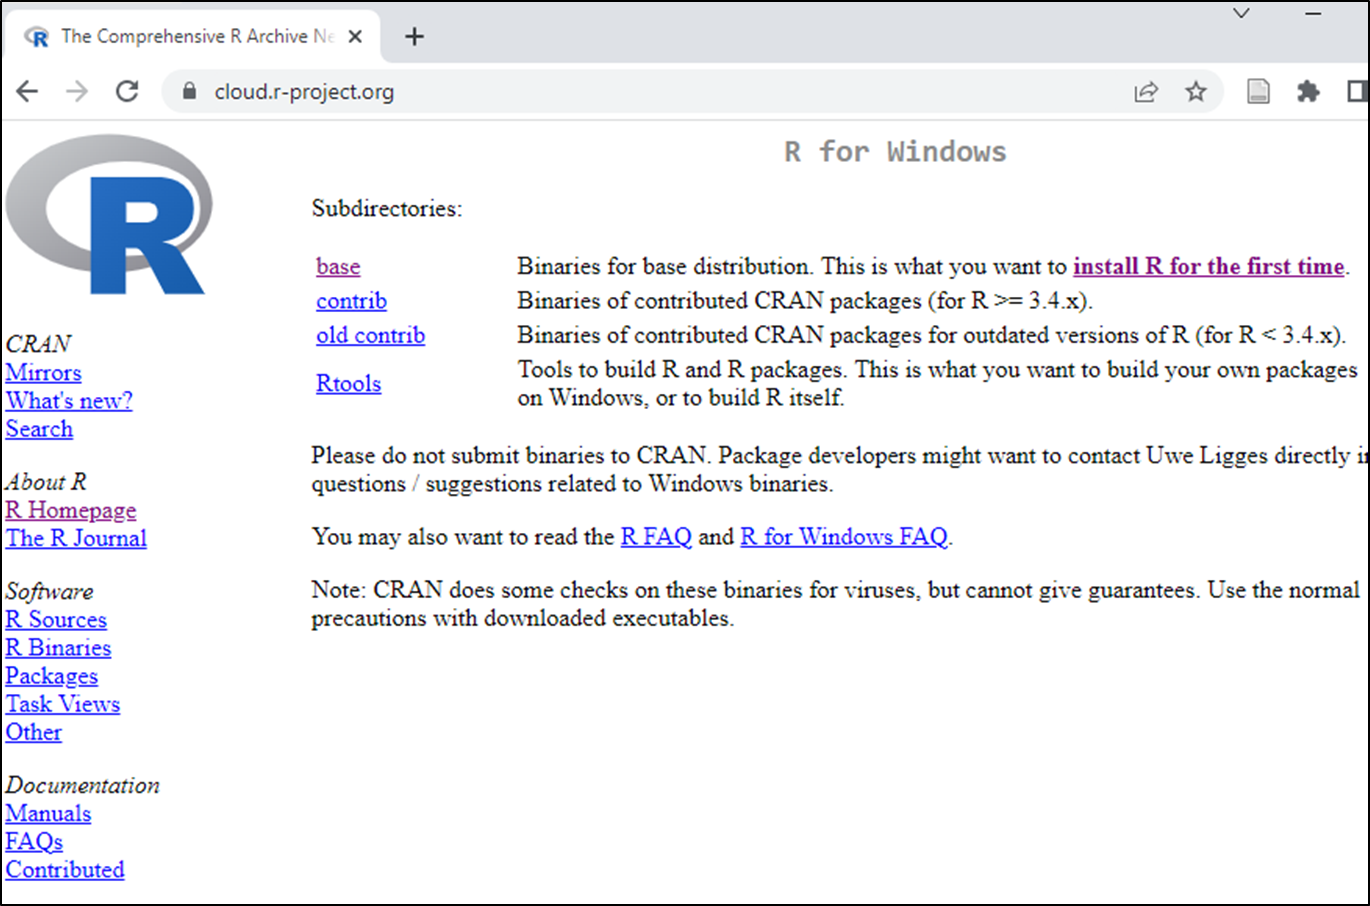 The Comprehensive R Archive Ne
cloud.r-project.org
R
R for Windows
Subdirectories:
base Binaries for base distribution. This is what you want to install R for the first time.
contrib Binaries of contributed CRAN packages (for R >= 3.4.x).
old contrib Binaries of contributed CRAN packages for outdated versions of R (for R < 3.4.x).
Rtools Tools to build R and R packages. This is what you want to build your own packages
on Windows, or to build R itself.
Please do not submit binaries to CRAN. Package developers might want to contact Uwe Ligges directly in
questions / suggestions related to Windows binaries.
You may also want to read the R FAQ and R for Windows FAQ.
Note: CRAN does some checks on these binaries for viruses, but cannot give guarantees. Use the normal
precautions with downloaded executables.
CRAN
Mirrors
What's new?
Search
About R
R Homepage
The R Journal
Software
R Sources
R Binaries
Packages
Task Views
Other
Documentation
Manuals
FAQs
Contributed